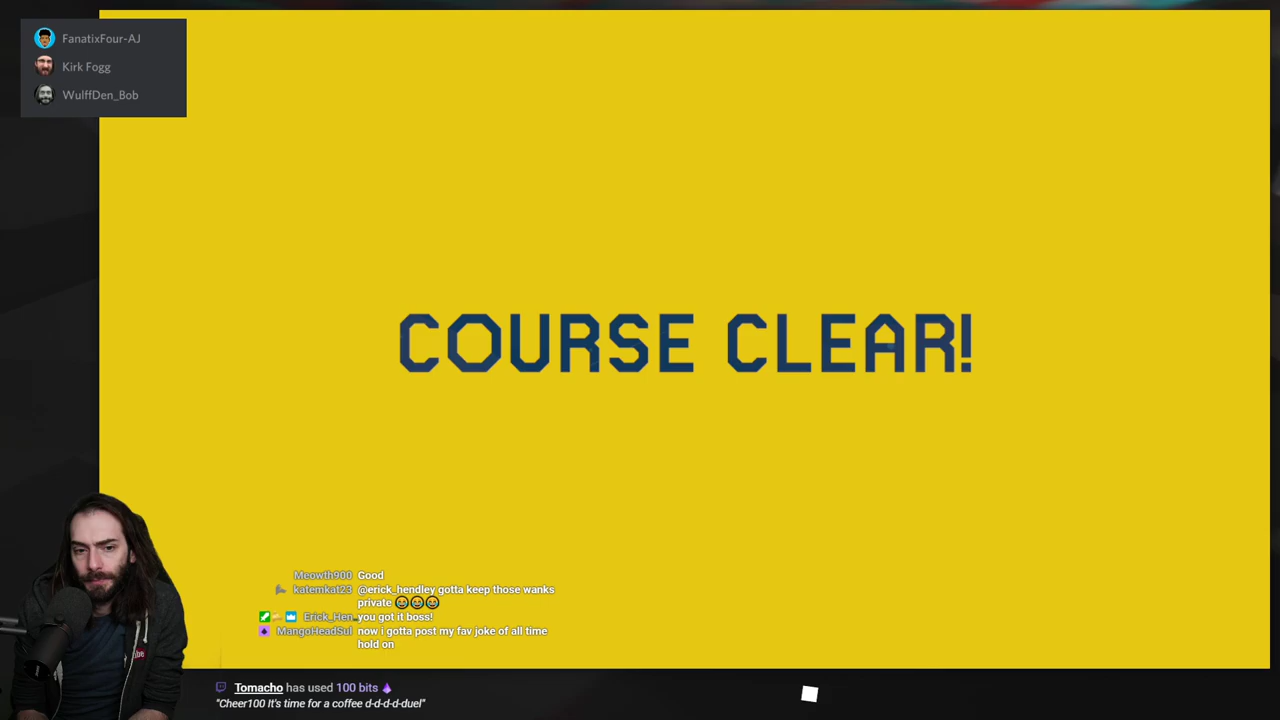 FanatixFour-AJ
Kirk Fogg
WulffDen_Bob
COURSE CLEAR!
Meowth900 Good
katemkat23 @erick_hendley gotta keep those wanks
private 😂😂😂
Erick_Hen… you got it boss!
MangoHeadSul now i gotta post my fav joke of all time
hold on
Tomacho has used 100 bits
"Cheer100 It's time for a coffee d-d-d-d-duel"